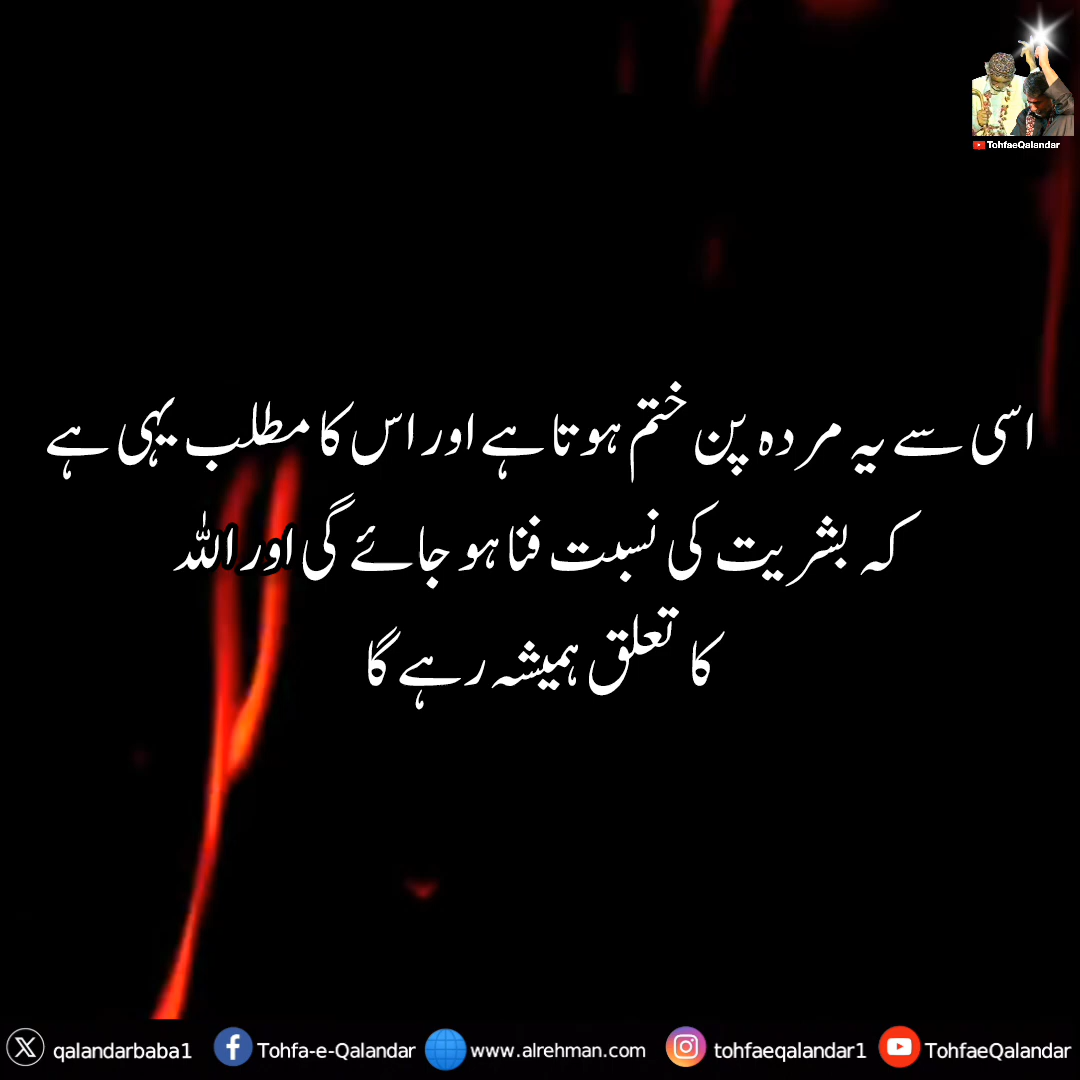 TohfaeQalandar
اسی سے یہ مردہ پن ختم ہوتا ہے اور اس کا مطلب یہی ہے
کہ بشریت کی نسبت فنا ہو جائے گی اور اللہ
کا تعلق ہمیشہ رہے گا
qalandarbaba1 Tohfa-e-Qalandar www.alrehman.com tohfaeqalandar1 TohfaeQalandar